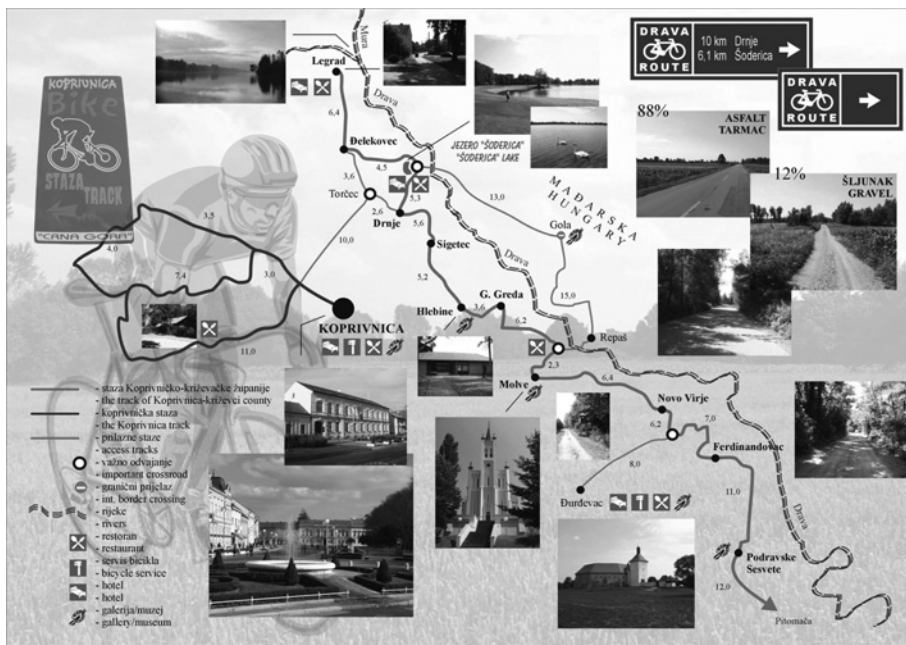 KOPRIVNICA
Bike
STAZA
TRACK
"CRNA GORA"
Mura
Legrad
Drava
6,4
Đelekovec
4,5
3,6
Torčec
5,3
2,6
Drnje
JEZERO "ŠODERICA"
"ŠODERICA" LAKE
13,0
MAĐARSKA
HUNGARY
Gola
5,6
Sigetec
10,0
5,2
Drava
15,0
G. Greda
Hlebine
3,6
6,2
Repaš
2,3
Molve
6,4
Novo Virje
6,2
7,0
Ferdinandovac
8,0
Đurđevac
11,0
Drava
Podravske
Sesvete
12,0
Pitomača
3,5
4,0
7,4
3,0
11,0
KOPRIVNICA
DRAVA
ROUTE
10 km Drnje
6,1 km Šoderica
DRAVA
ROUTE
88%
ASFALT
TARMAC
12%
ŠLJUNAK
GRAVEL
- staza Koprivničko-križevačke županije
- the track of Koprivnica-križevci county
- koprivnička staza
- the Koprivnica track
- prilazne staze
- access tracks
- važno odvajanje
- important crossroad
- granični prijelaz
- int. border crossing
- rijeke
- rivers
- restoran
- restaurant
- servis bicikla
- bicycle service
- hotel
- hotel
- galerija/muzej
- gallery/museum